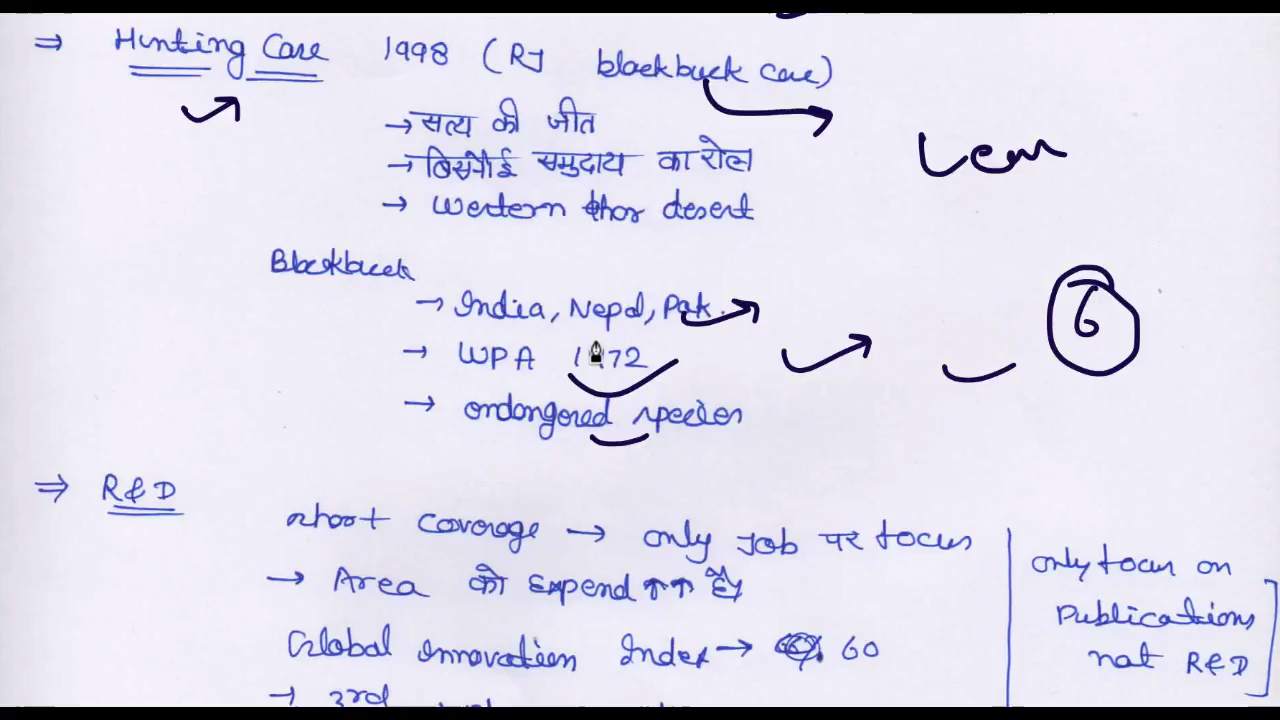 ⇒ Hunting Case 1998 (RJ blackbuck case)
→ सत्य की जीत
→ बिश्नोई समुदाय का रोल
→ Western thar desert
Blackbuck
→ India, Nepal, Pak.
→ WPA 1972
→ endangered species
6
⇒ R&D
short coverage → only Job पर focus
→ Area को Expend ↑↑ है
Global innovation Index → 60
→ 3rd
only focus on
Publications
not R&D